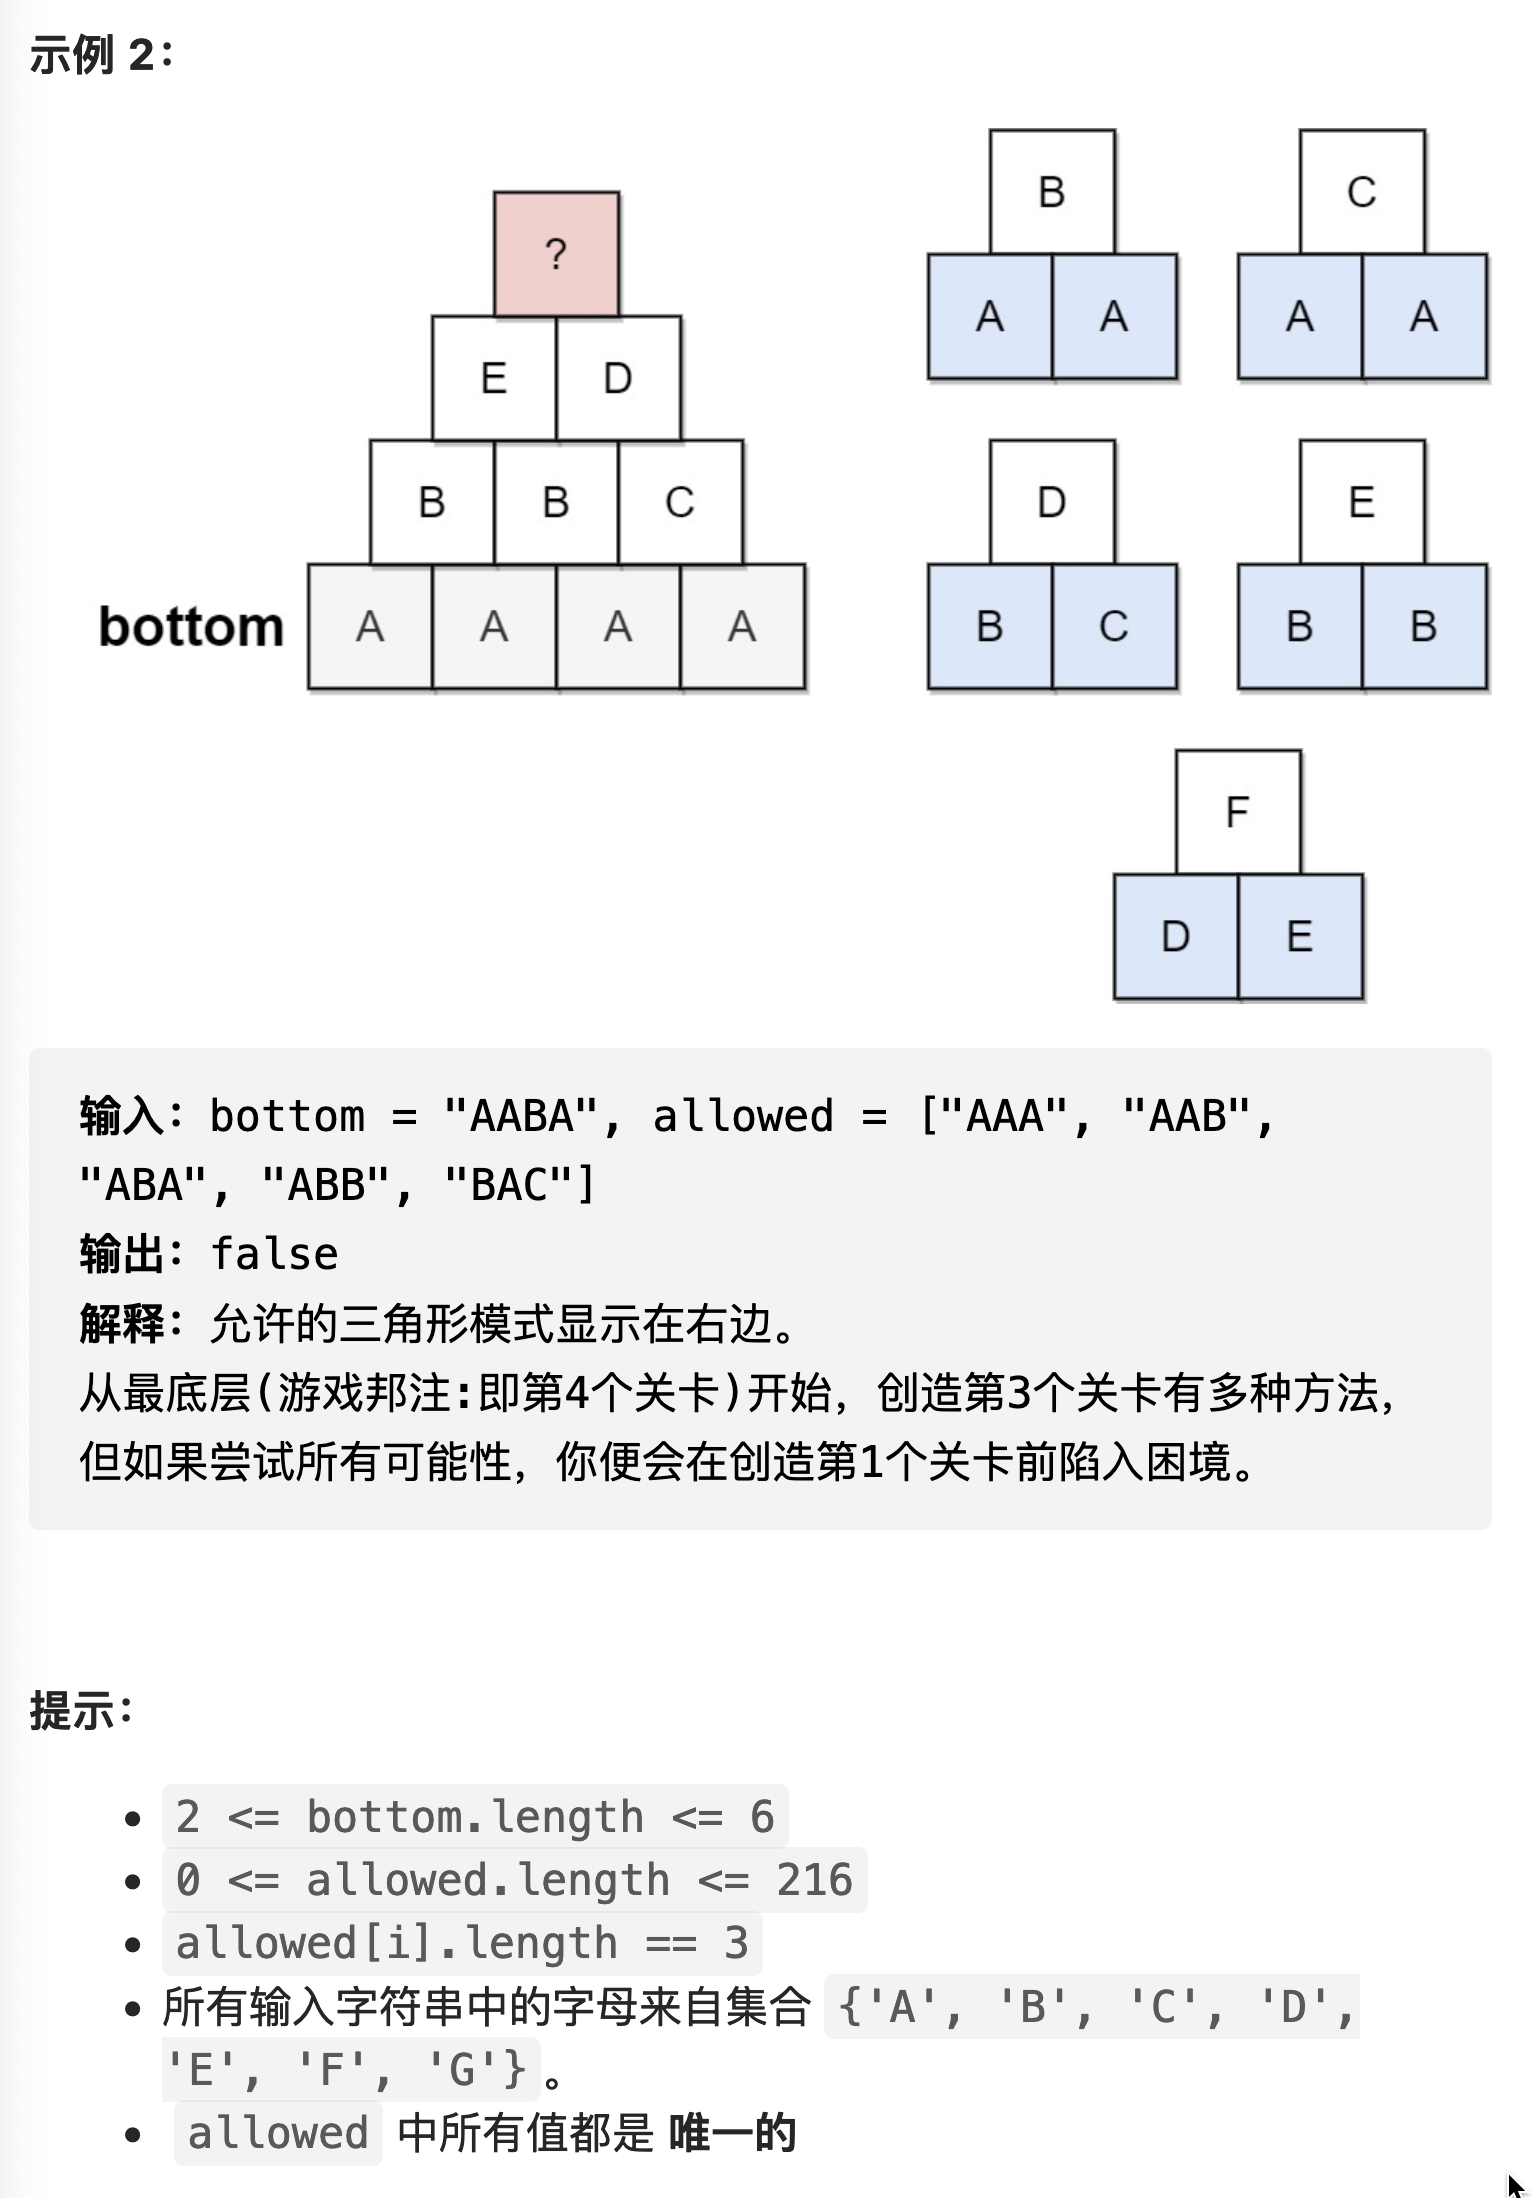 示例 2：
B
C
?
A A
A A
E D
D
E
B B C
bottom A A A A
B C
B B
F
D E
输入：bottom = "AABA", allowed = ["AAA", "AAB",
"ABA", "ABB", "BAC"]
输出：false
解释：允许的三角形模式显示在右边。
从最底层(游戏邦注:即第4个关卡)开始，创造第3个关卡有多种方法，
但如果尝试所有可能性，你便会在创造第1个关卡前陷入困境。
提示：
2 <= bottom.length <= 6
0 <= allowed.length <= 216
allowed[i].length == 3
所有输入字符串中的字母来自集合 {'A', 'B', 'C', 'D',
'E', 'F', 'G'}。
allowed 中所有值都是 唯一的